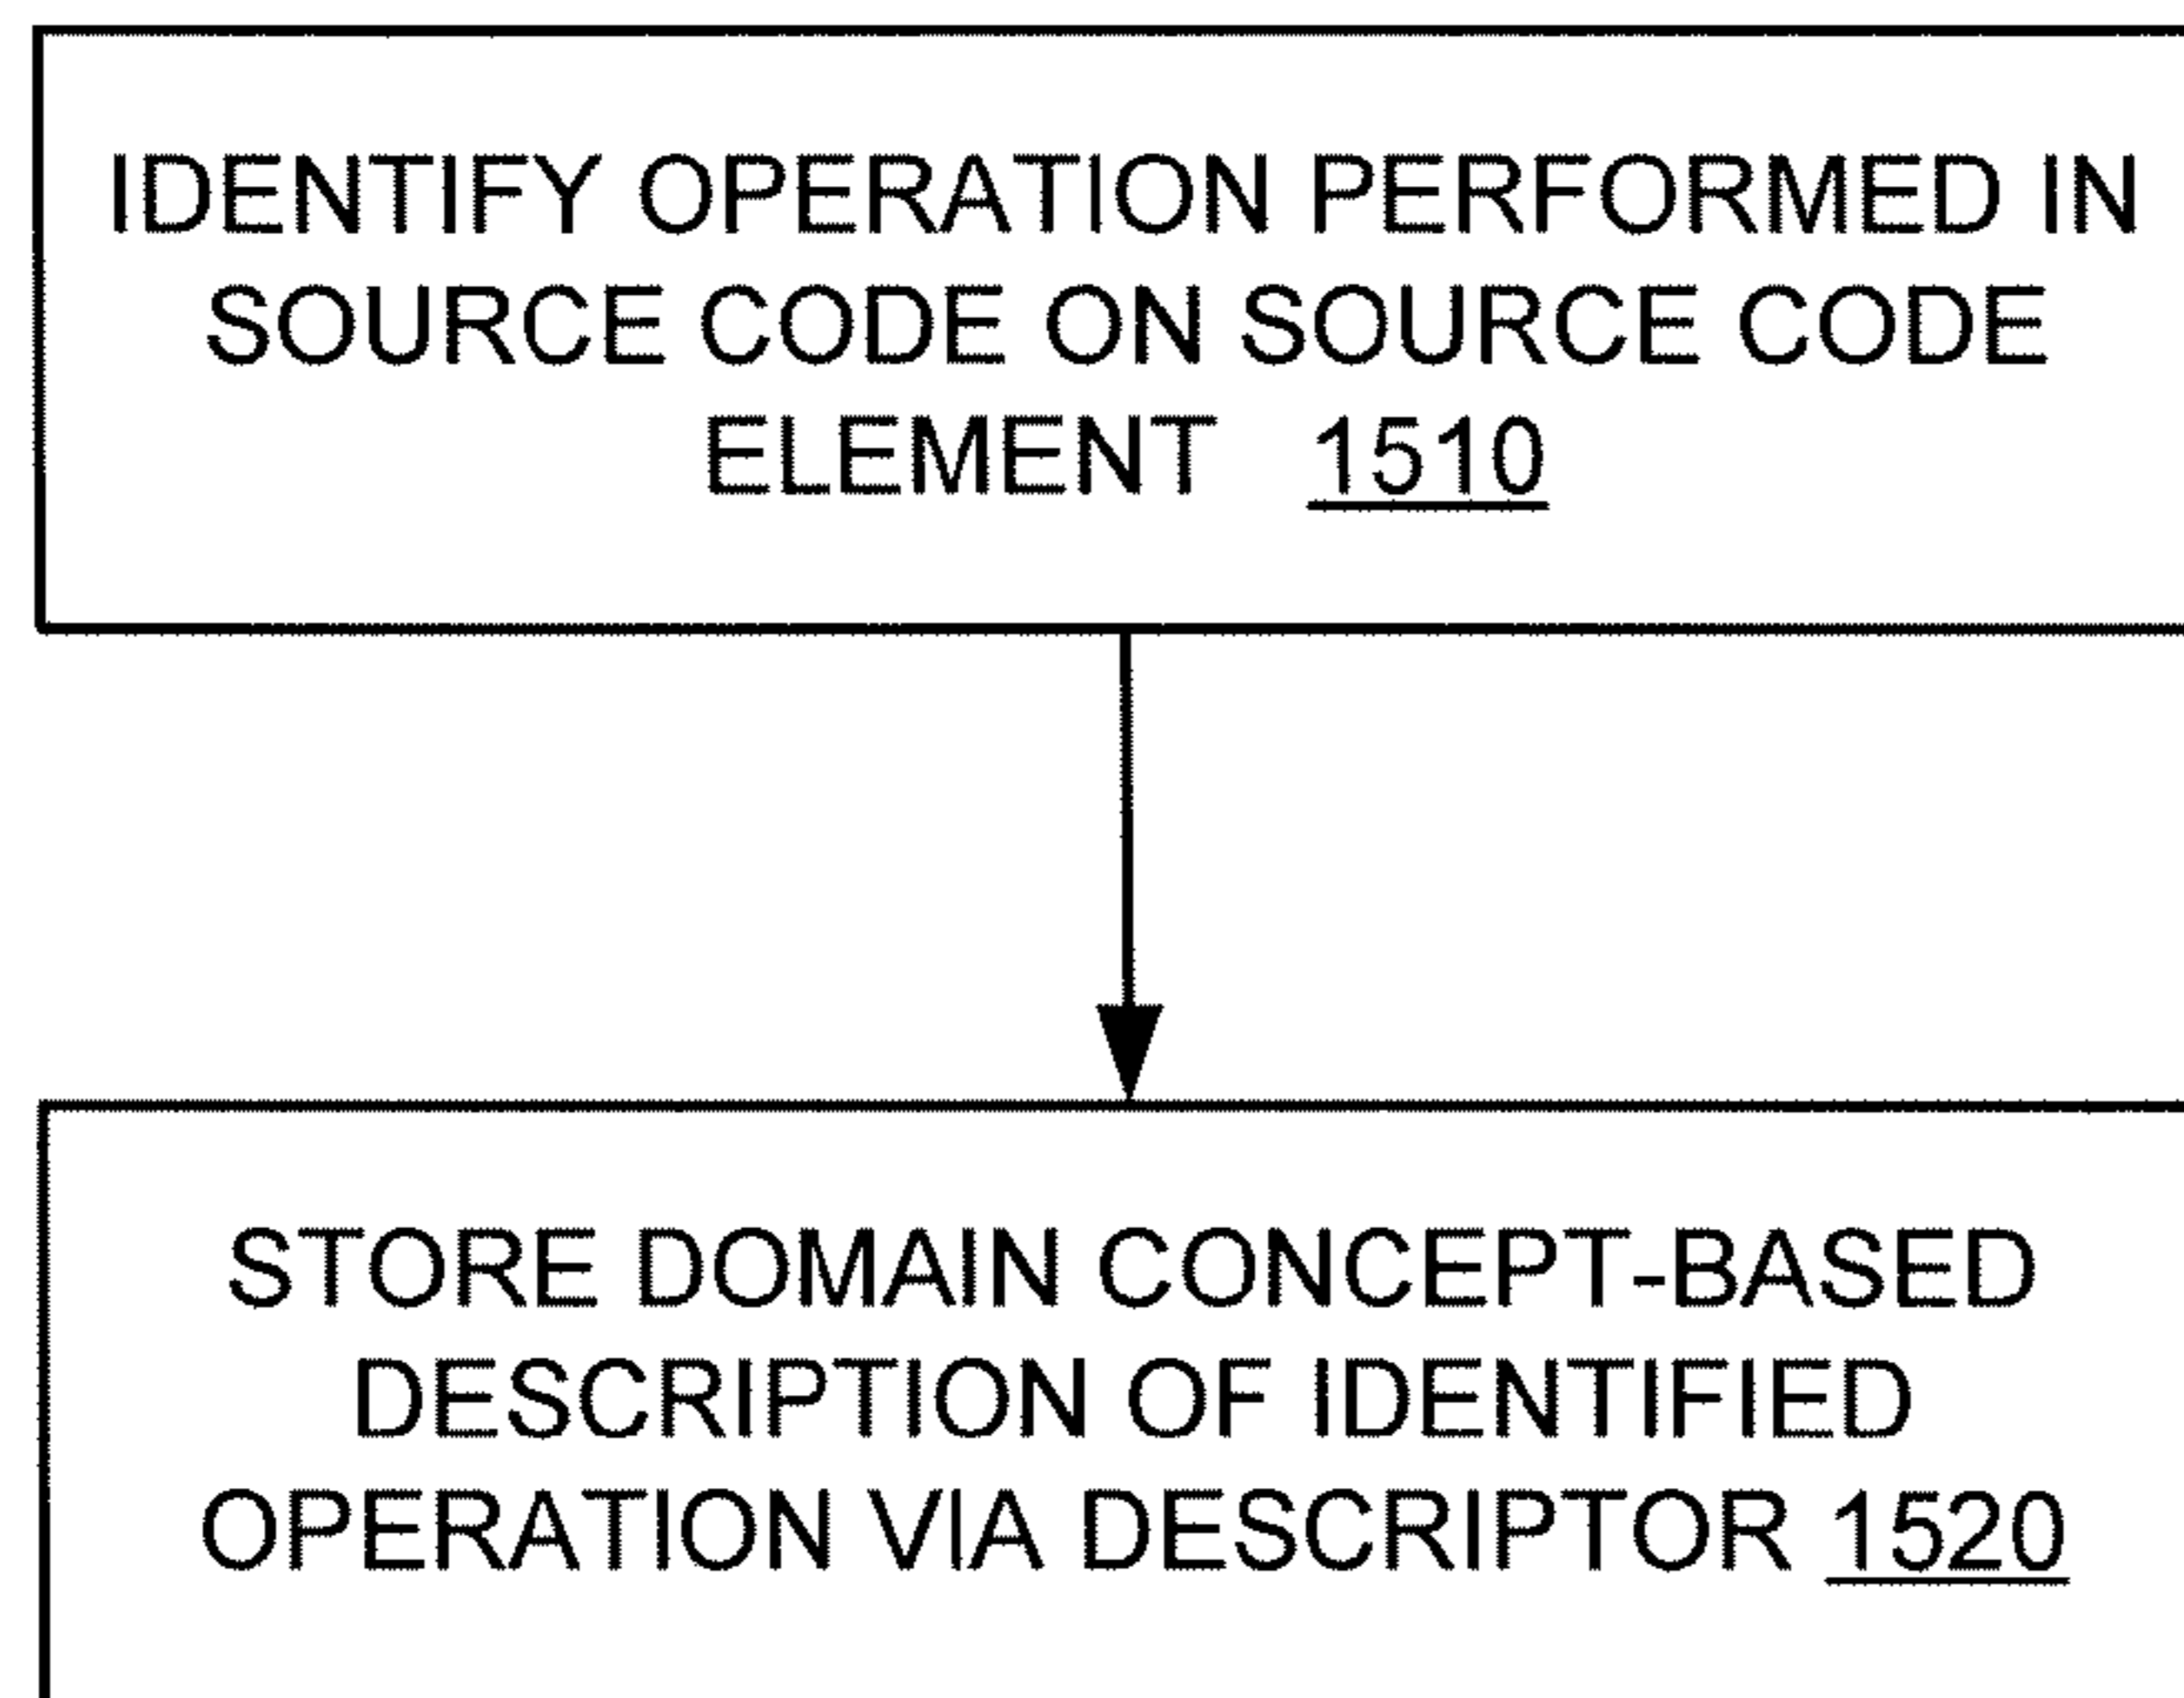 IDENTIFY OPERATION PERFORMED IN
SOURCE CODE ON SOURCE CODE
ELEMENT 1510
STORE DOMAIN CONCEPT-BASED
DESCRIPTION OF IDENTIFIED
OPERATION VIA DESCRIPTOR 1520